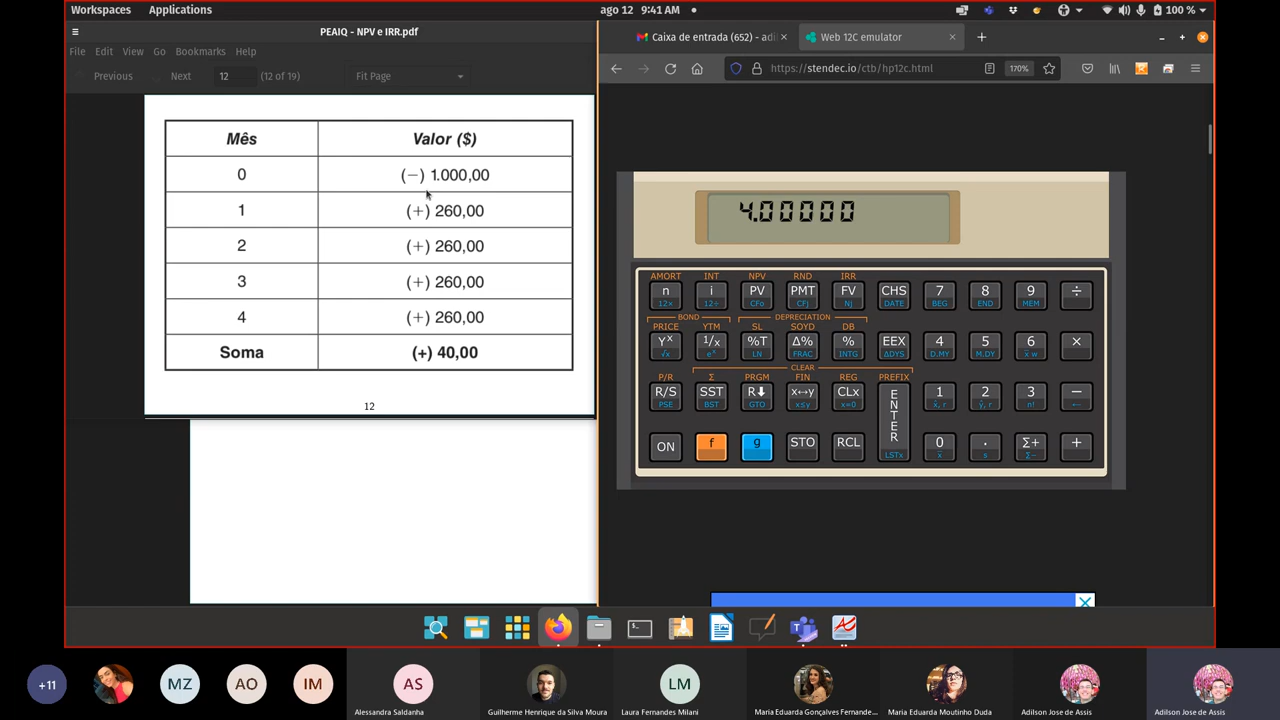 Workspaces Applications ago 12 9:41 AM 100 %
PEAIQ - NPV e IRR.pdf
File Edit View Go Bookmarks Help
Previous Next 12 (12 of 19) Fit Page
Mês Valor ($)
0 (−) 1.000,00
1 (+) 260,00
2 (+) 260,00
3 (+) 260,00
4 (+) 260,00
Soma (+) 40,00
12
Caixa de entrada (652) - adi
Web 12C emulator
https://stendec.io/ctb/hp12c.html 170%
4.00000
AMORT INT NPV RND IRR
n i PV PMT FV CHS 7 8 9 ÷
12× 12÷ CFo CFj Nj DATE BEG END MEM
BOND DEPRECIATION
PRICE YTM SL SOYD DB
Yˣ 1/x %T Δ% % EEX 4 5 6 ×
√x eˣ LN FRAC INTG ΔDYS D.MY M.DY x̄ w
CLEAR
P/R Σ PRGM FIN REG PREFIX
R/S SST R⬇ x↔y CLx ENTER 1 2 3 −
PSE BST GTO x≤y x=0 LSTx x̂, r ŷ, r n! ←
ON f g STO RCL 0 . Σ+ +
x̄ s Σ−
+11 MZ AO IM AS LM
Alessandra Saldanha
Guilherme Henrique da Silva Moura
Laura Fernandes Milani
Maria Eduarda Gonçalves Fernande...
Maria Eduarda Moutinho Duda
Adilson Jose de Assis
Adilson Jose de Assis